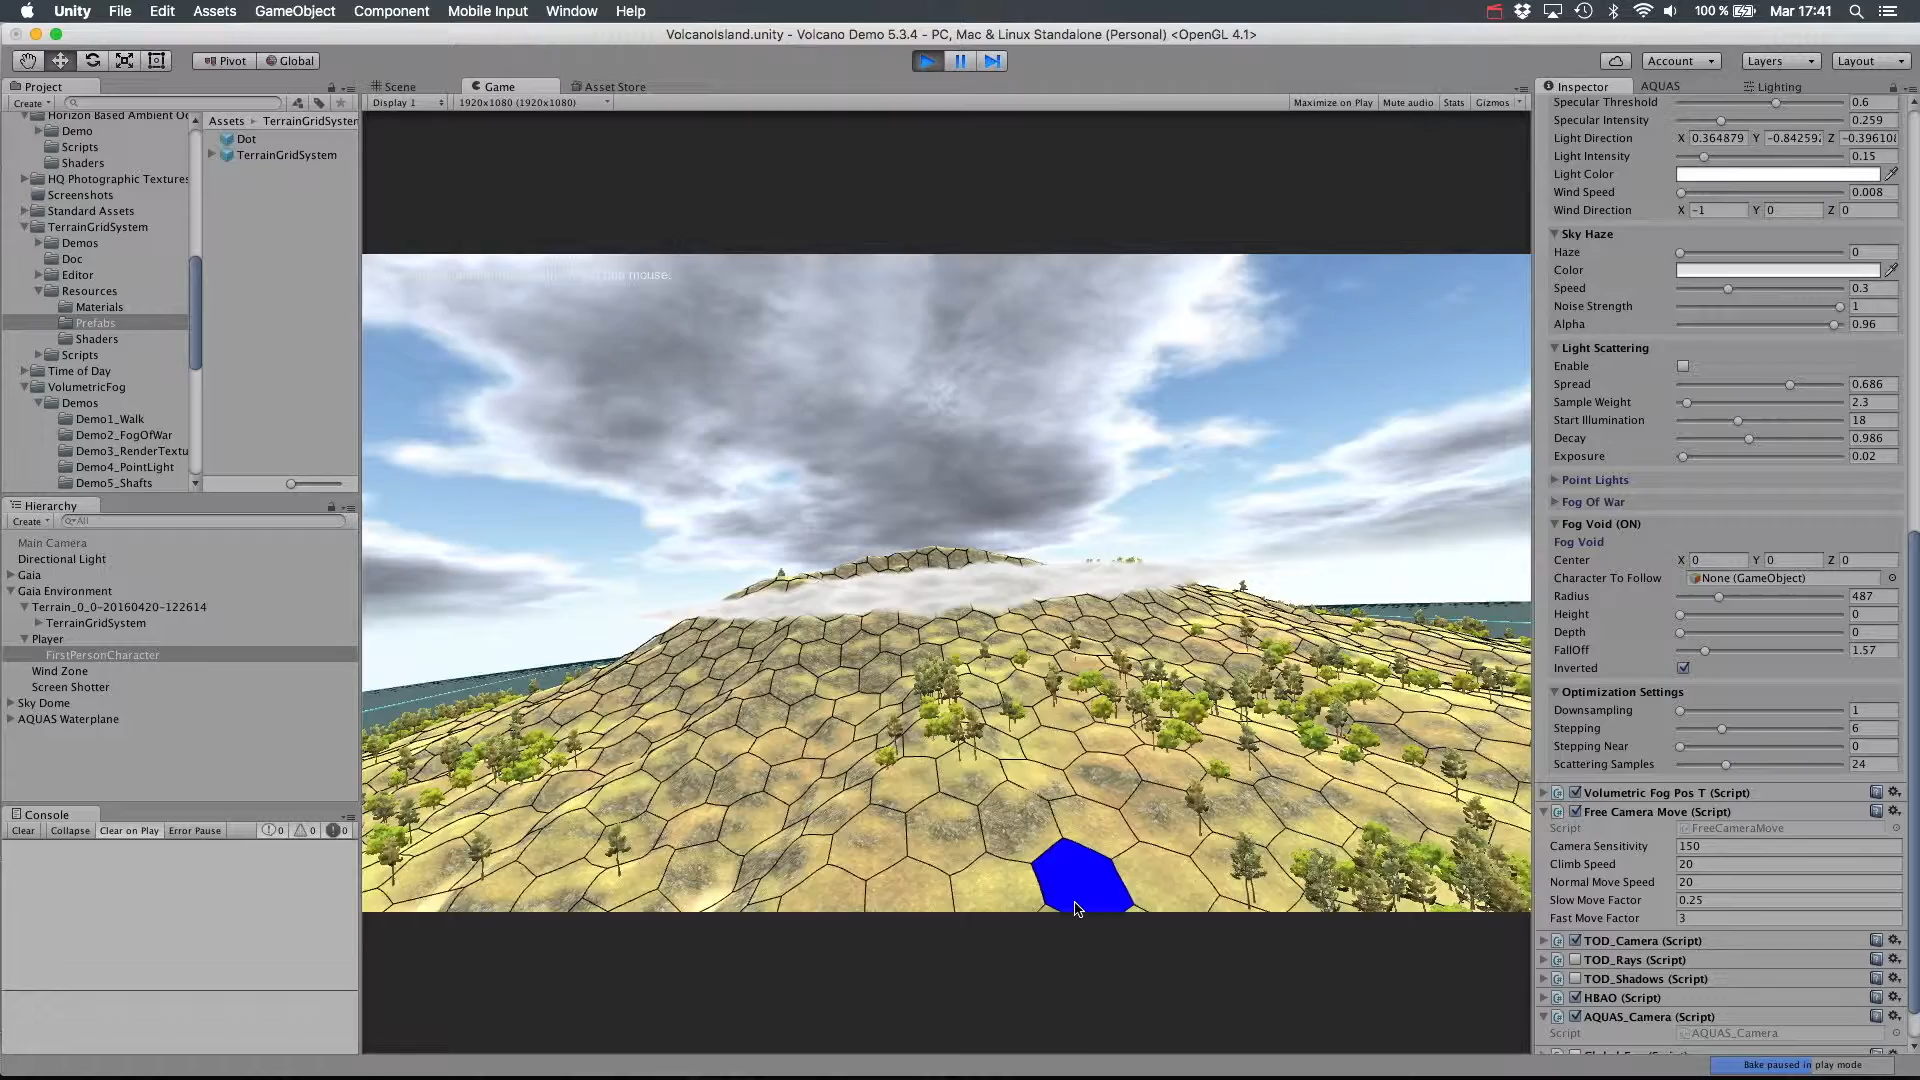 Unity File Edit Assets GameObject Component Mobile Input Window Help 100 % Mar 17:41
VolcanoIsland.unity - Volcano Demo 5.3.4 - PC, Mac & Linux Standalone (Personal) <OpenGL 4.1>
Pivot Global Account Layers Layout
Project
Create
Horizon Based Ambient Oc
Demo
Scripts
Shaders
HQ Photographic Textures
Screenshots
Standard Assets
TerrainGridSystem
Demos
Doc
Editor
Resources
Materials
Prefabs
Shaders
Scripts
Time of Day
VolumetricFog
Demos
Demo1_Walk
Demo2_FogOfWar
Demo3_RenderTextu
Demo4_PointLight
Demo5_Shafts
Assets TerrainGridSyster
Dot
TerrainGridSystem
Hierarchy
Create All
Main Camera
Directional Light
Gaia
Gaia Environment
Terrain_0_0-20160420-122614
TerrainGridSystem
Player
FirstPersonCharacter
Wind Zone
Screen Shotter
Sky Dome
AQUAS Waterplane
Console
Clear Collapse Clear on Play Error Pause 0 0 0
Scene Game Asset Store
Display 1 1920x1080 (1920x1080) Maximize on Play Mute audio Stats Gizmos
mouse.
Inspector AQUAS Lighting
Specular Threshold 0.6
Specular Intensity 0.259
Light Direction X 0.364879 Y -0.842592 Z -0.396108
Light Intensity 0.15
Light Color
Wind Speed 0.008
Wind Direction X -1 Y 0 Z 0
Sky Haze
Haze 0
Color
Speed 0.3
Noise Strength 1
Alpha 0.96
Light Scattering
Enable
Spread 0.686
Sample Weight 2.3
Start Illumination 18
Decay 0.986
Exposure 0.02
Point Lights
Fog Of War
Fog Void (ON)
Fog Void
Center X 0 Y 0 Z 0
Character To Follow None (GameObject)
Radius 487
Height 0
Depth 0
FallOff 1.57
Inverted
Optimization Settings
Downsampling 1
Stepping 6
Stepping Near 0
Scattering Samples 24
Volumetric Fog Pos T (Script)
Free Camera Move (Script)
Script FreeCameraMove
Camera Sensitivity 150
Climb Speed 20
Normal Move Speed 20
Slow Move Factor 0.25
Fast Move Factor 3
TOD_Camera (Script)
TOD_Rays (Script)
TOD_Shadows (Script)
HBAO (Script)
AQUAS_Camera (Script)
Script AQUAS_Camera
Bake paused in play mode